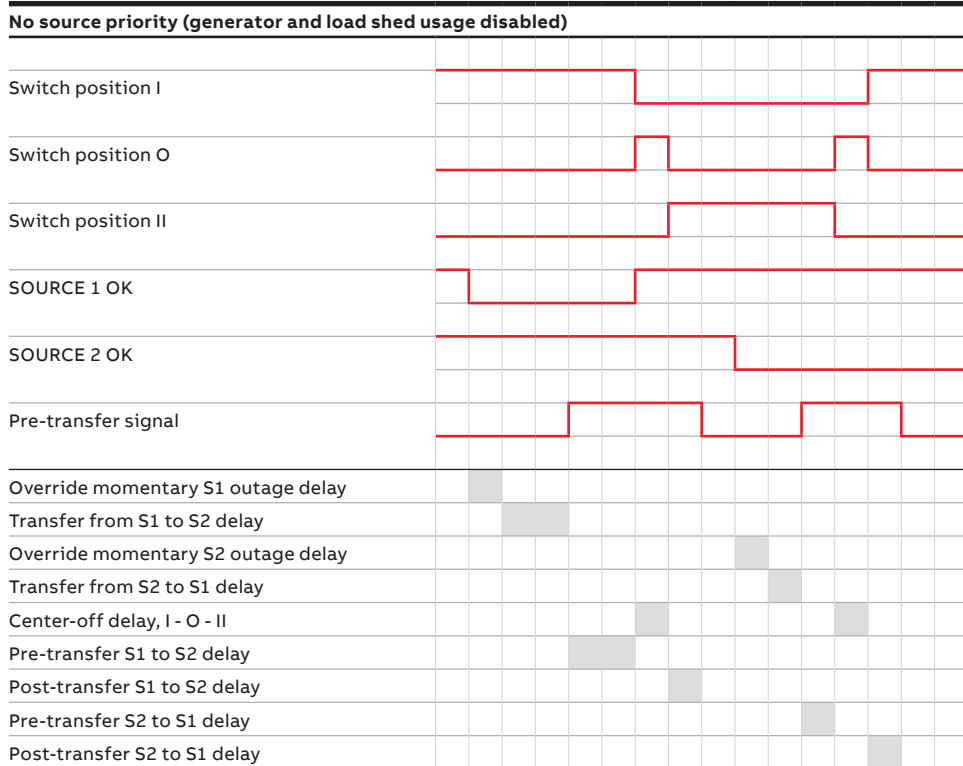 No source priority (generator and load shed usage disabled)
Switch position I
Switch position O
Switch position II
SOURCE 1 OK
SOURCE 2 OK
Pre-transfer signal
Override momentary S1 outage delay
Transfer from S1 to S2 delay
Override momentary S2 outage delay
Transfer from S2 to S1 delay
Center-off delay, I - O - II
Pre-transfer S1 to S2 delay
Post-transfer S1 to S2 delay
Pre-transfer S2 to S1 delay
Post-transfer S2 to S1 delay